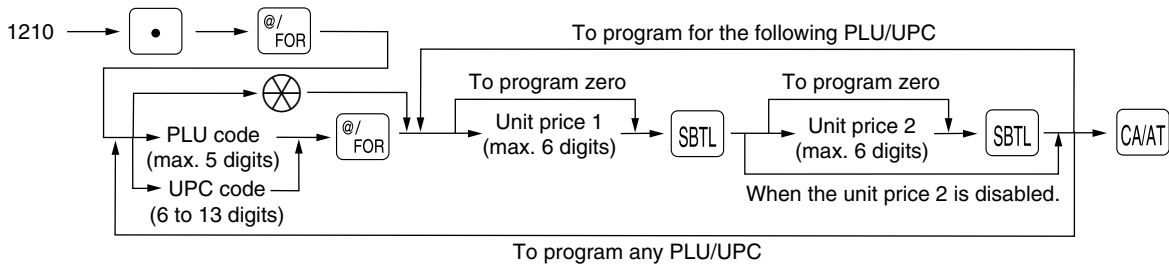 1210
•
@/
FOR
To program for the following PLU/UPC
To program zero
To program zero
PLU code
(max. 5 digits)
@/
FOR
Unit price 1
(max. 6 digits)
SBTL
Unit price 2
(max. 6 digits)
SBTL
CA/AT
UPC code
(6 to 13 digits)
When the unit price 2 is disabled.
To program any PLU/UPC